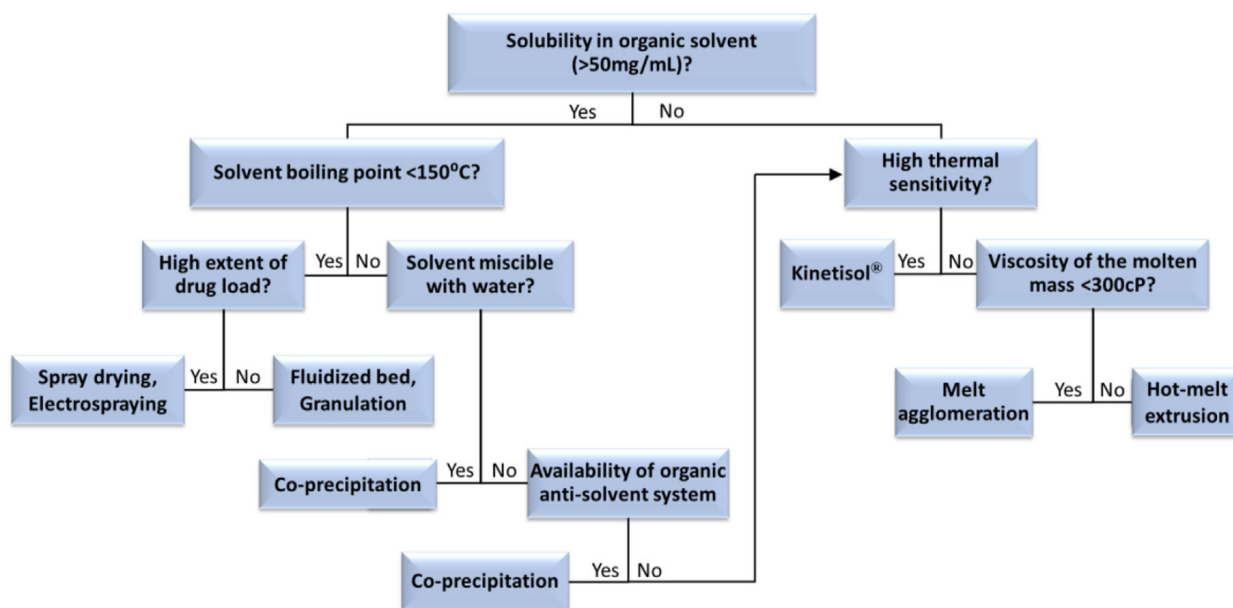 Solubility in organic solvent
(>50mg/mL)?
Yes
No
Solvent boiling point <150⁰C?
High thermal
sensitivity?
High extent of
drug load?
Yes
No
Solvent miscible
with water?
Kinetisol®
Yes
No
Viscosity of the molten
mass <300cP?
Spray drying,
Electrospraying
Yes
No
Fluidized bed,
Granulation
Melt
agglomeration
Yes
No
Hot-melt
extrusion
Co-precipitation
Yes
No
Availability of organic
anti-solvent system
Co-precipitation
Yes
No